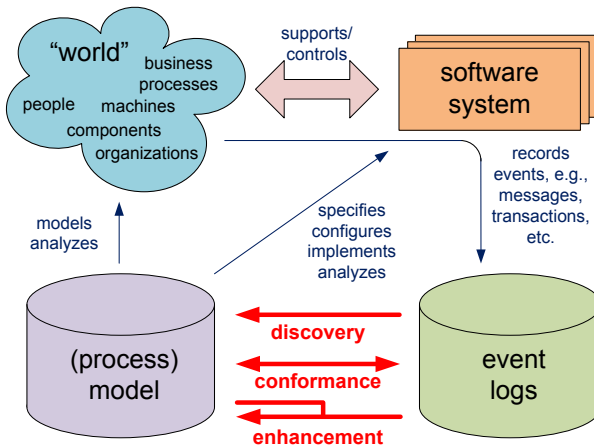 “world”
business
processes
people
machines
components
organizations
supports/
controls
software
system
records
events, e.g.,
messages,
transactions,
etc.
models
analyzes
specifies
configures
implements
analyzes
(process)
model
discovery
conformance
enhancement
event
logs